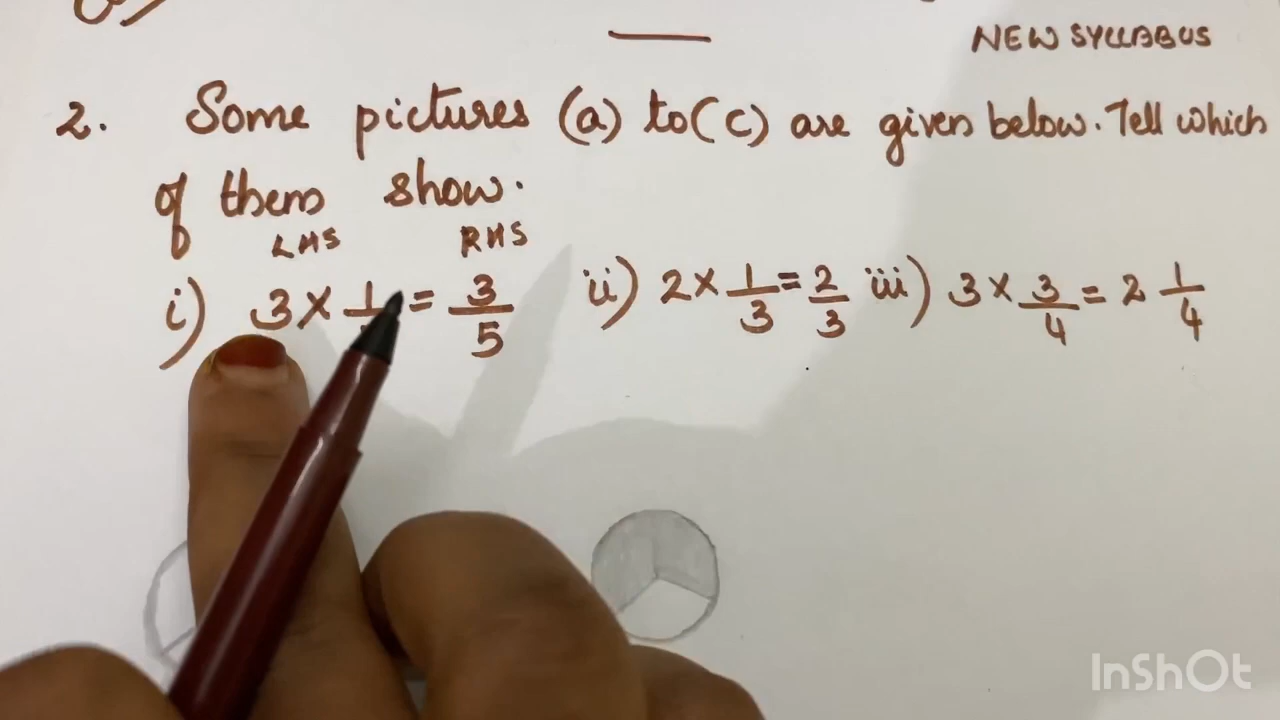 NEW SYLLABUS
2. Some pictures (a) to (c) are given below. Tell which
of them show.
LHS RHS
i) 3 × 1 = 3/5 ii) 2 × 1/3 = 2/3 iii) 3 × 3/4 = 2 1/4
InShOt